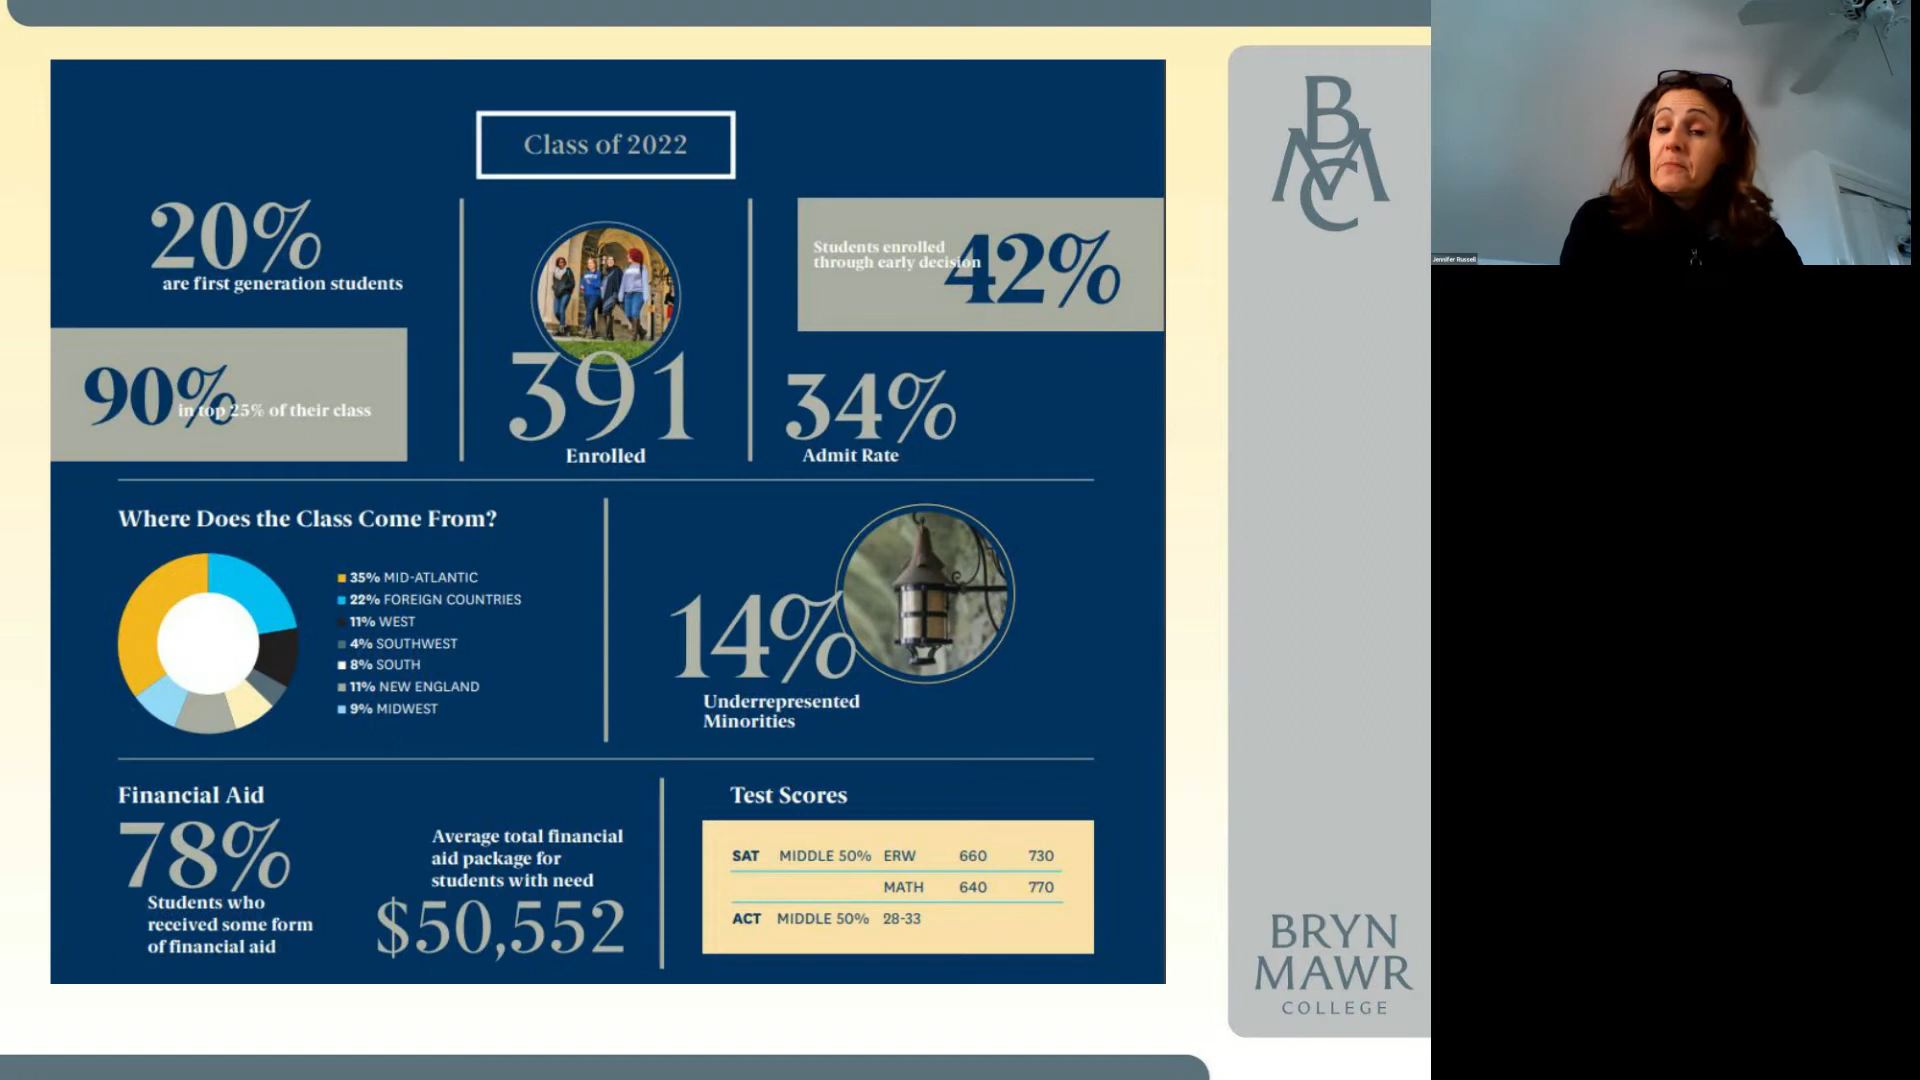 Class of 2022
20%
are first generation students
90%
in top 25% of their class
391
Enrolled
Students enrolled
through early decision
42%
34%
Admit Rate
Where Does the Class Come From?
35% MID-ATLANTIC
22% FOREIGN COUNTRIES
11% WEST
4% SOUTHWEST
8% SOUTH
11% NEW ENGLAND
9% MIDWEST
14%
Underrepresented
Minorities
Financial Aid
78%
Students who
received some form
of financial aid
Average total financial
aid package for
students with need
$50,552
Test Scores
SAT MIDDLE 50% ERW 660 730
MATH 640 770
ACT MIDDLE 50% 28-33
BMC
BRYN
MAWR
COLLEGE
Jennifer Russell